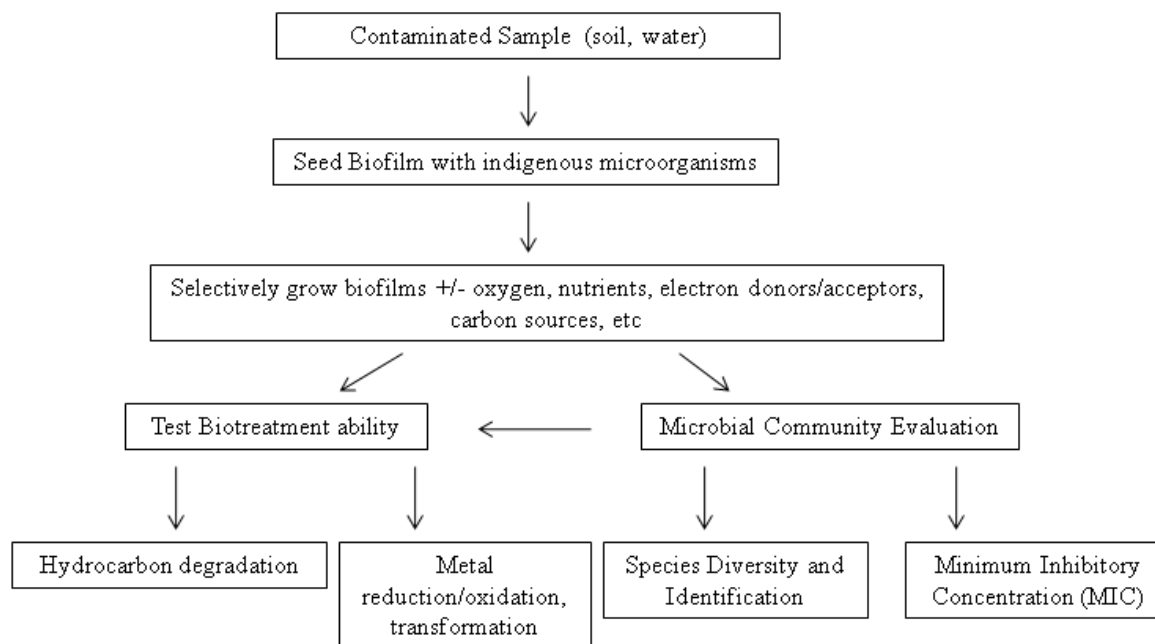 Contaminated Sample (soil, water)
Seed Biofilm with indigenous microorganisms
Selectively grow biofilms +/- oxygen, nutrients, electron donors/acceptors,
carbon sources, etc
Test Biotreatment ability
Microbial Community Evaluation
Hydrocarbon degradation
Metal
reduction/oxidation,
transformation
Species Diversity and
Identification
Minimum Inhibitory
Concentration (MIC)